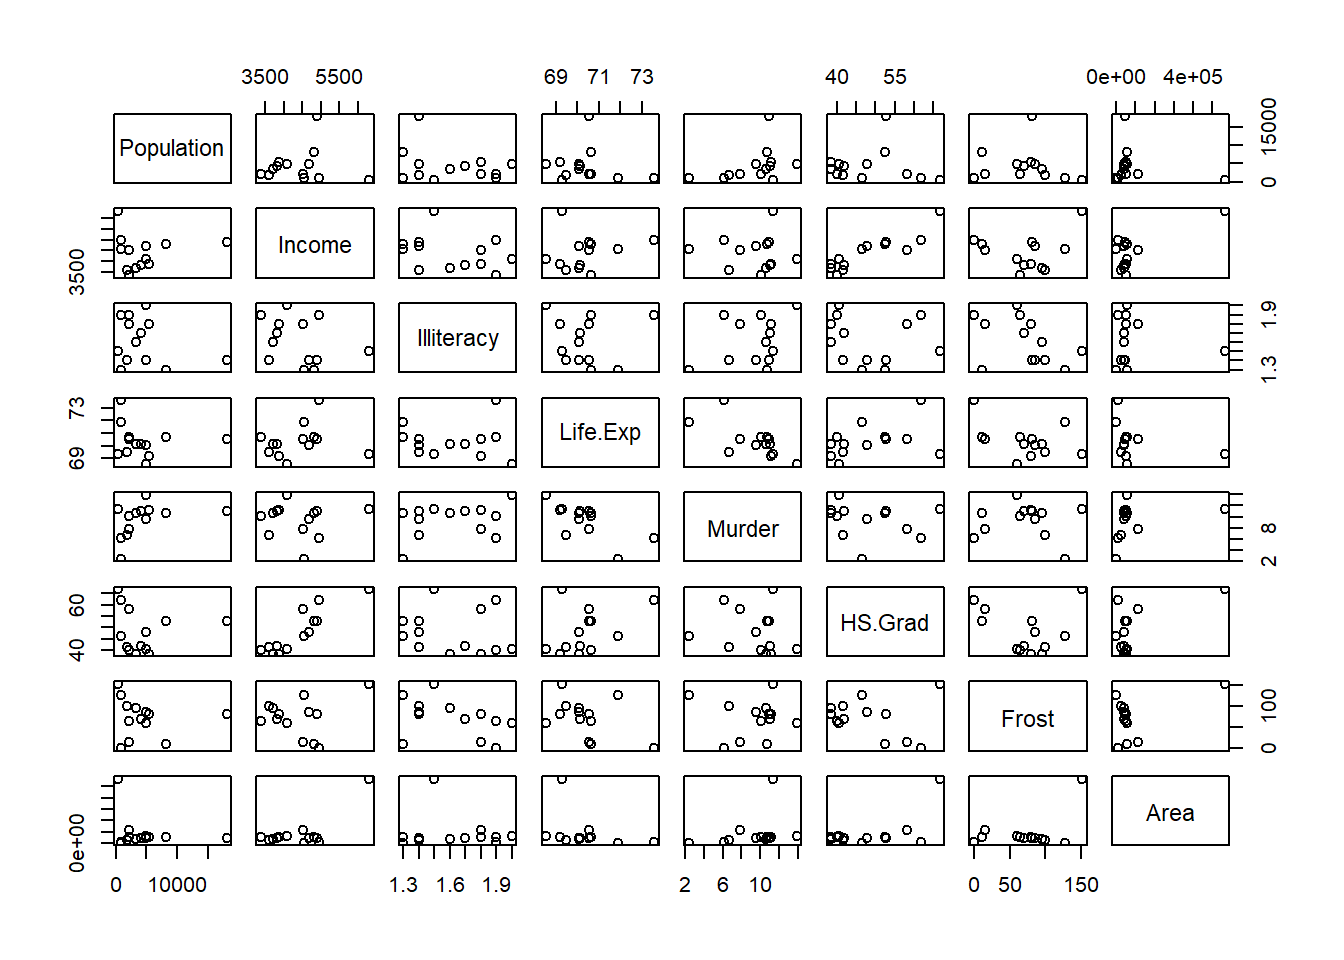 3500 5500 69 71 73 40 55 0e+00 4e+05
Population
0 15000
3500
Income
Illiteracy
1.3 1.9
69 73
Life.Exp
Murder
2 8
40 60
HS.Grad
Frost
0 100
0e+00
Area
0 10000 1.3 1.6 1.9 2 6 10 0 50 150